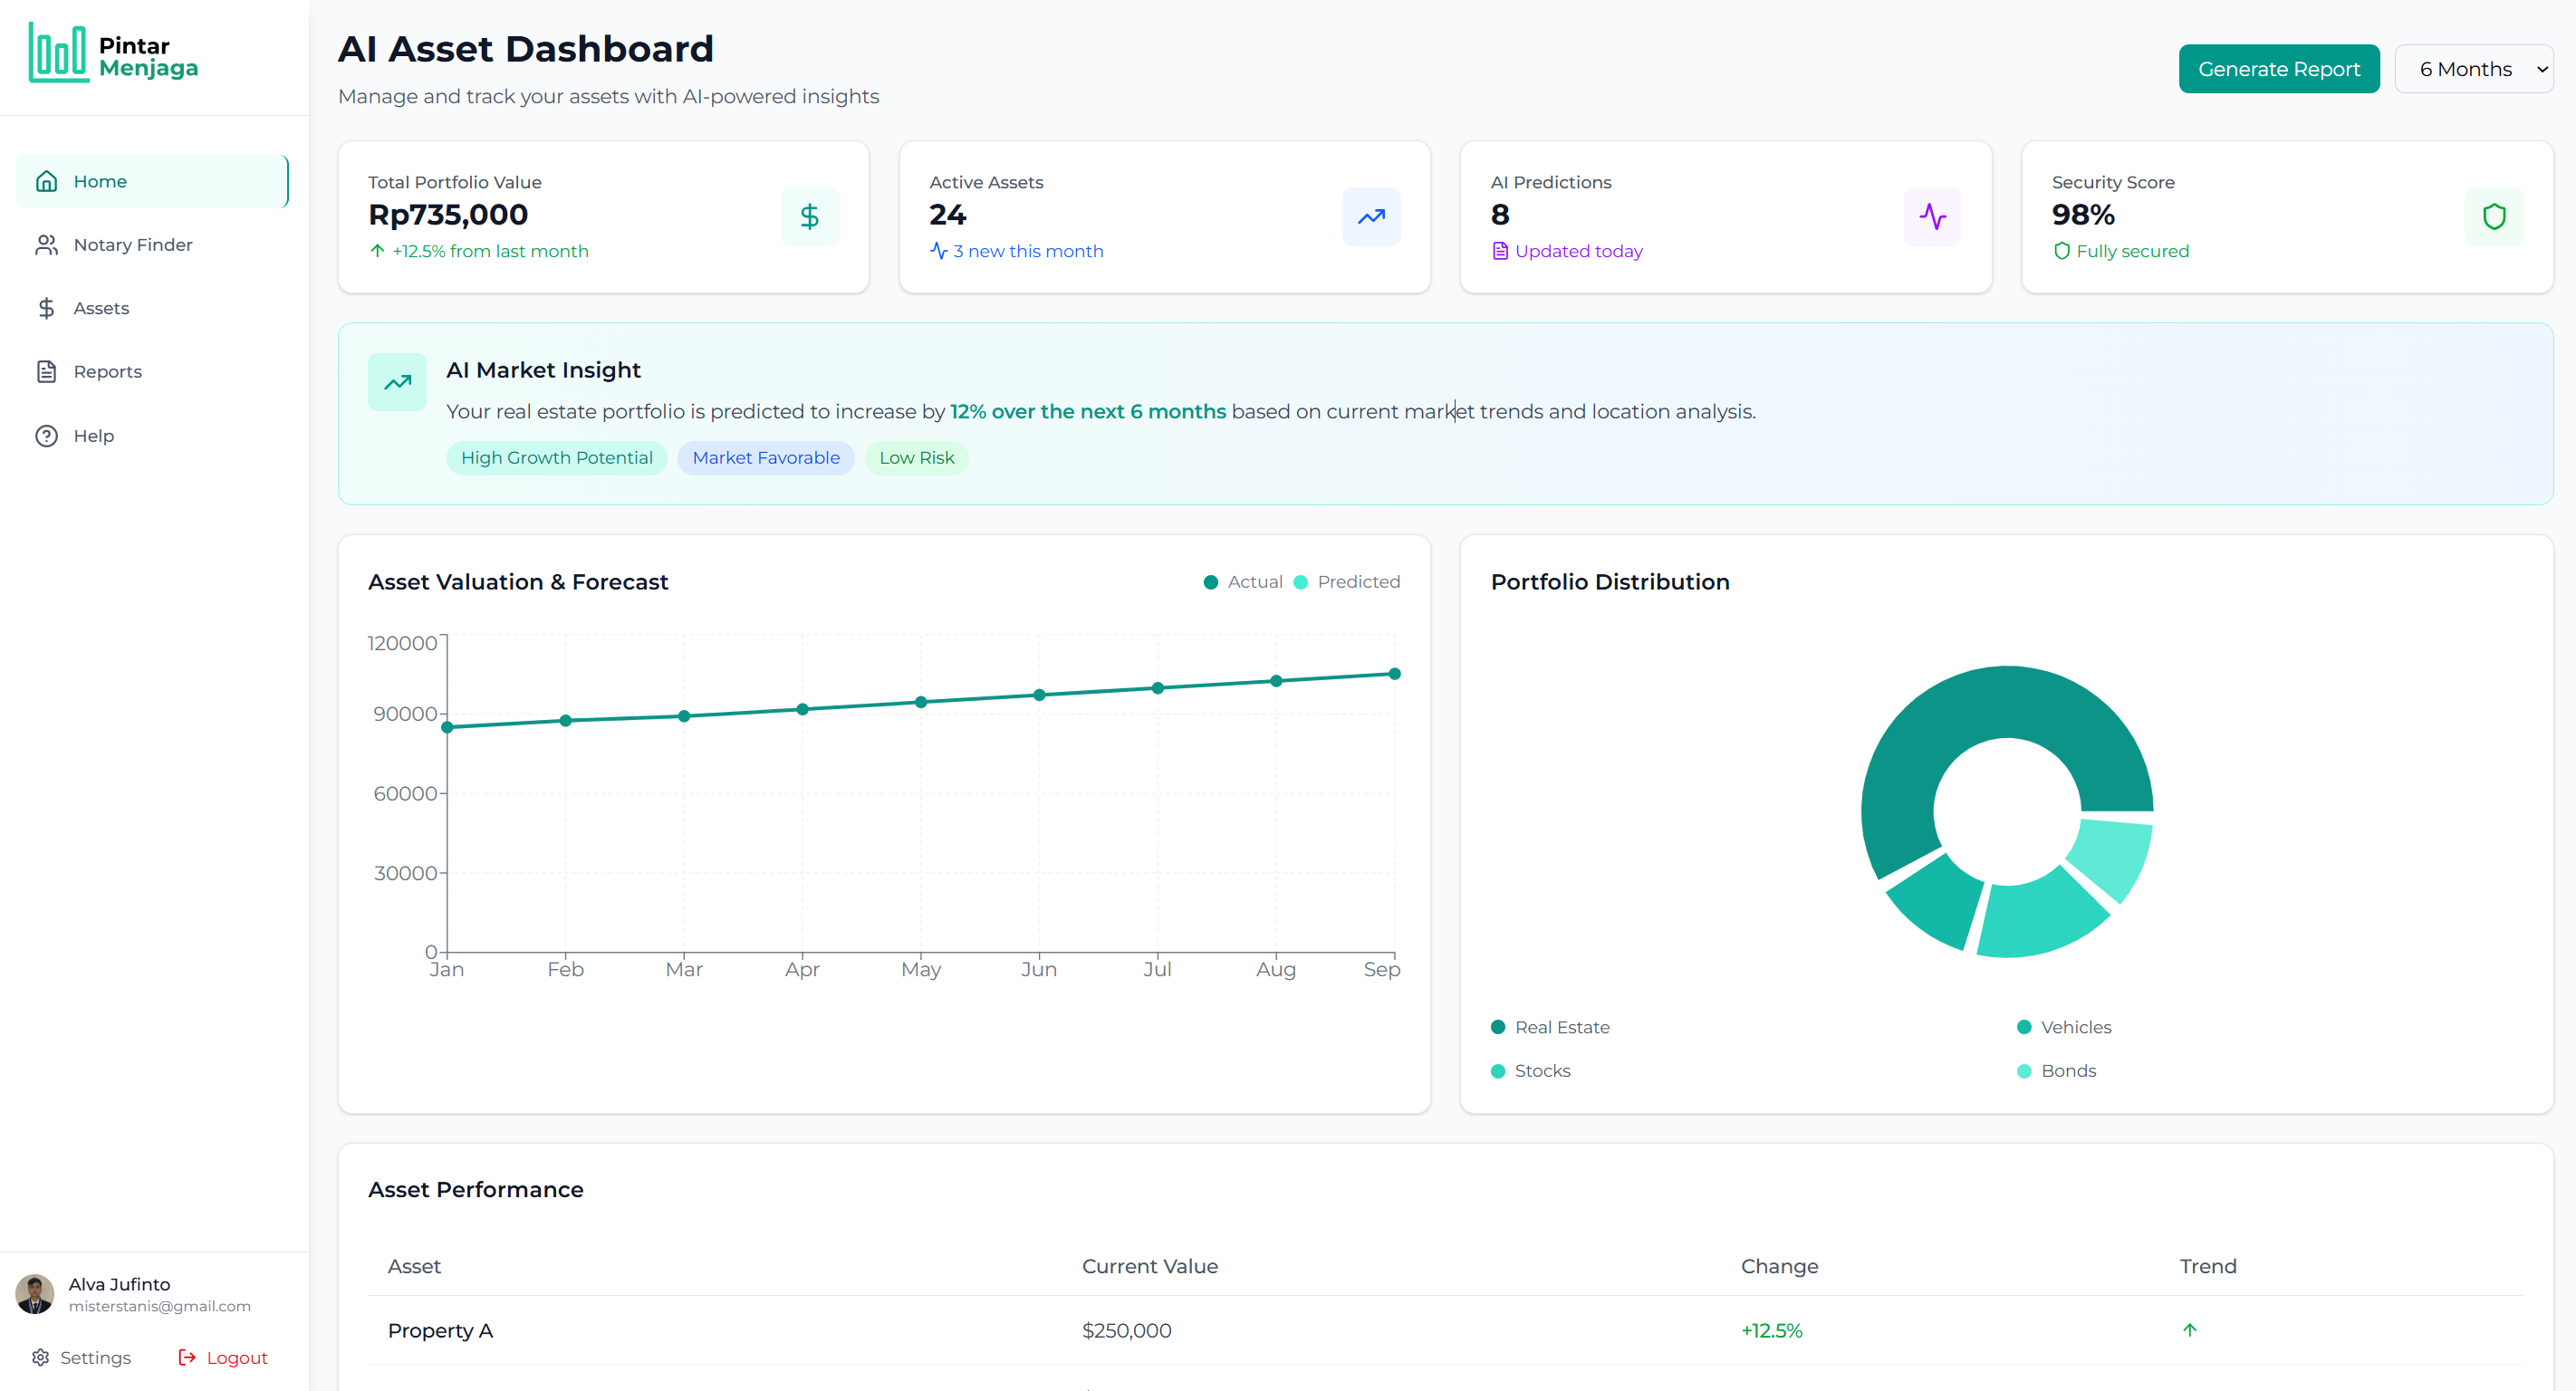 Pintar
Menjaga
Home
Notary Finder
Assets
Reports
Help
Alva Jufinto
misterstanis@gmail.com
Settings
Logout
AI Asset Dashboard
Manage and track your assets with AI-powered insights
Generate Report
6 Months
Total Portfolio Value
Rp735,000
+12.5% from last month
Active Assets
24
3 new this month
AI Predictions
8
Updated today
Security Score
98%
Fully secured
AI Market Insight
Your real estate portfolio is predicted to increase by 12% over the next 6 months based on current market trends and location analysis.
High Growth Potential Market Favorable Low Risk
Asset Valuation & Forecast
Actual Predicted
120000
90000
60000
30000
0
Jan Feb Mar Apr May Jun Jul Aug Sep
Portfolio Distribution
Real Estate Vehicles
Stocks Bonds
Asset Performance
Asset Current Value Change Trend
Property A $250,000 +12.5%